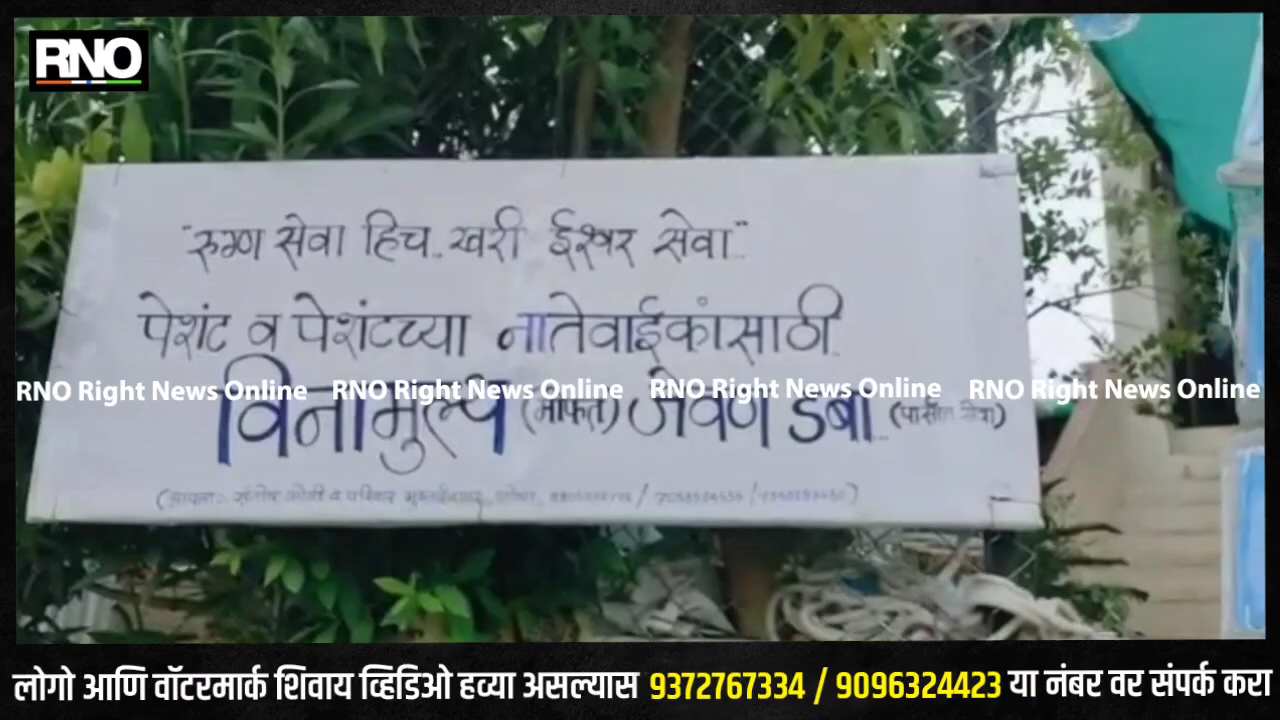 RNO
"रुग्ण सेवा हिच.. खरी ईश्वर सेवा.."
पेशंट व पेशंटच्या नातेवाईकांसाठी
RNO Right News Online RNO Right News Online RNO Right News Online RNO Right News Online
विनामुल्य (मोफत) जेवण डबा..
लोगो आणि वॉटरमार्क शिवाय व्हिडिओ हव्या असल्यास 9372767334 / 9096324423 या नंबर वर संपर्क करा